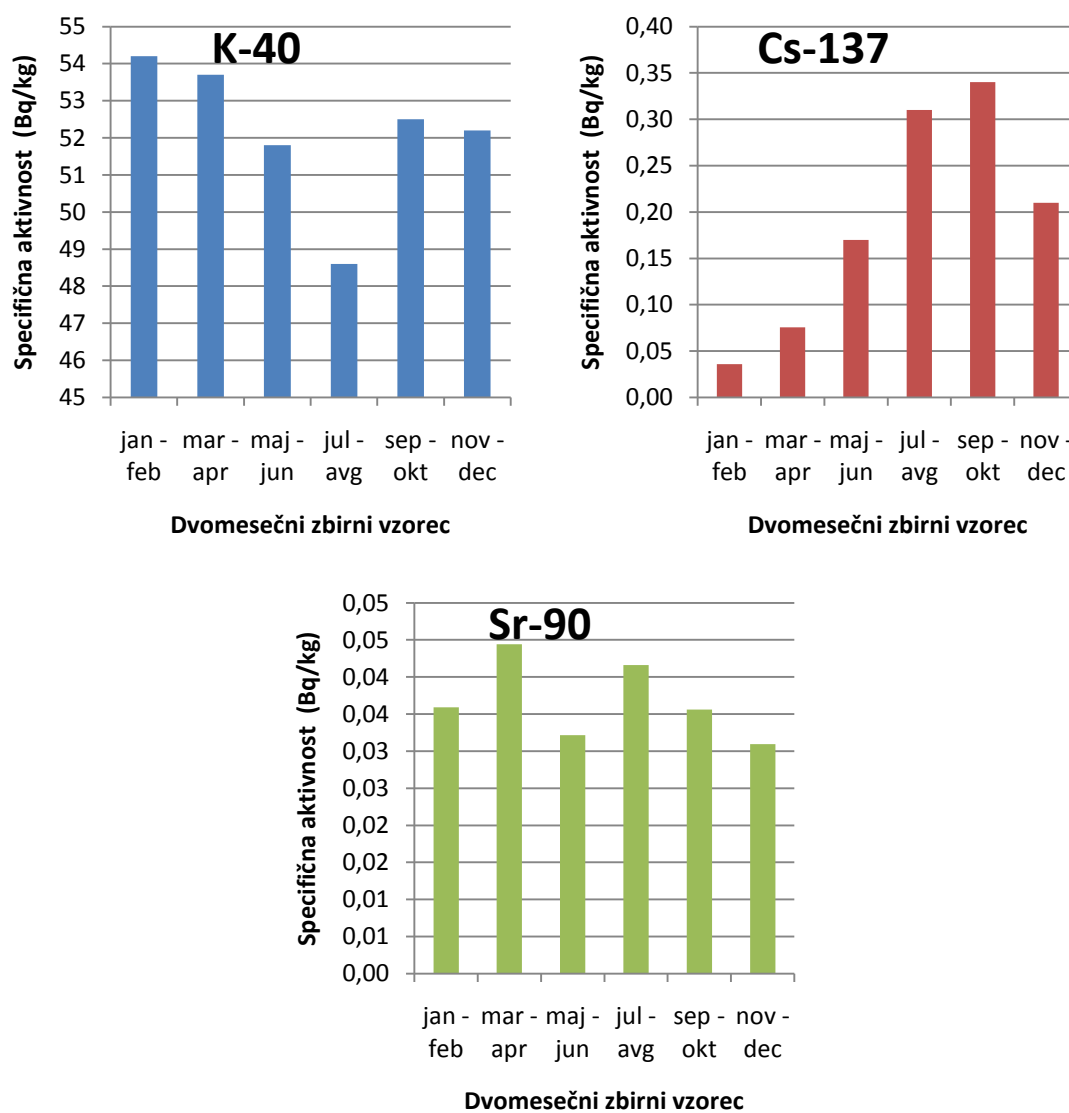 K-40
Specifična aktivnost (Bq/kg)
55
54
53
52
51
50
49
48
47
46
45
jan - mar - maj - jul - sep - nov -
feb apr jun avg okt dec
Dvomesečni zbirni vzorec
Cs-137
Specifična aktivnost (Bq/kg)
0,40
0,35
0,30
0,25
0,20
0,15
0,10
0,05
0,00
jan - mar - maj - jul - sep - nov -
feb apr jun avg okt dec
Dvomesečni zbirni vzorec
Sr-90
Specifična aktivnost (Bq/kg)
0,05
0,05
0,04
0,04
0,03
0,03
0,02
0,02
0,01
0,01
0,00
jan - mar - maj - jul - sep - nov -
feb apr jun avg okt dec
Dvomesečni zbirni vzorec